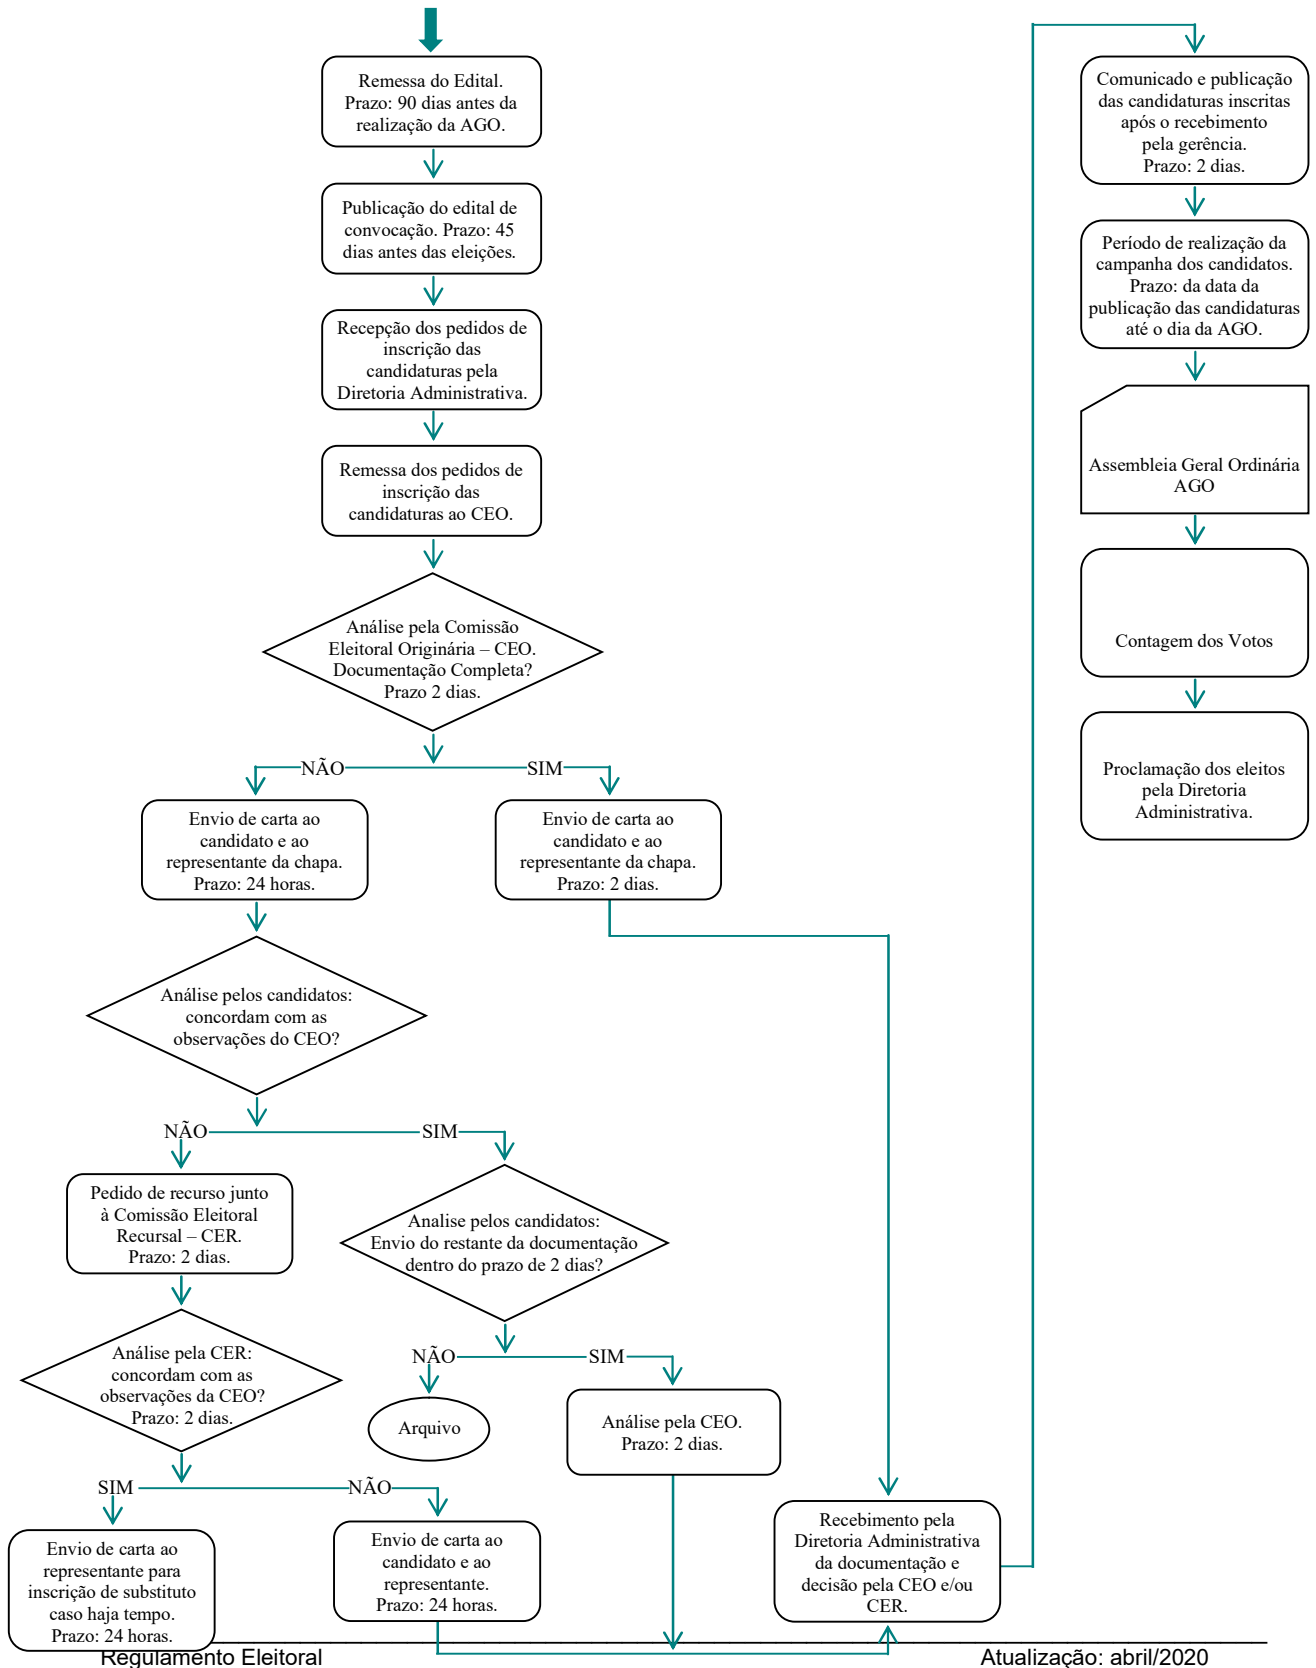 Remessa do Edital.
Prazo: 90 dias antes da
realização da AGO.
Publicação do edital de
convocação. Prazo: 45
dias antes das eleições.
Recepção dos pedidos de
inscrição das
candidaturas pela
Diretoria Administrativa.
Remessa dos pedidos de
inscrição das
candidaturas ao CEO.
Análise pela Comissão
Eleitoral Originária – CEO.
Documentação Completa?
Prazo 2 dias.
NÃO
SIM
Envio de carta ao
candidato e ao
representante da chapa.
Prazo: 24 horas.
Envio de carta ao
candidato e ao
representante da chapa.
Prazo: 2 dias.
Análise pelos candidatos:
concordam com as
observações do CEO?
NÃO
SIM
Pedido de recurso junto
à Comissão Eleitoral
Recursal – CER.
Prazo: 2 dias.
Analise pelos candidatos:
Envio do restante da documentação
dentro do prazo de 2 dias?
Análise pela CER:
concordam com as
observações da CEO?
Prazo: 2 dias.
NÃO
SIM
Arquivo
Análise pela CEO.
Prazo: 2 dias.
SIM
NÃO
Envio de carta ao
representante para
inscrição de substituto
caso haja tempo.
Prazo: 24 horas.
Envio de carta ao
candidato e ao
representante.
Prazo: 24 horas.
Recebimento pela
Diretoria Administrativa
da documentação e
decisão pela CEO e/ou
CER.
Comunicado e publicação
das candidaturas inscritas
após o recebimento
pela gerência.
Prazo: 2 dias.
Período de realização da
campanha dos candidatos.
Prazo: da data da
publicação das candidaturas
até o dia da AGO.
Assembleia Geral Ordinária
AGO
Contagem dos Votos
Proclamação dos eleitos
pela Diretoria
Administrativa.
Regulamento Eleitoral
Atualização: abril/2020